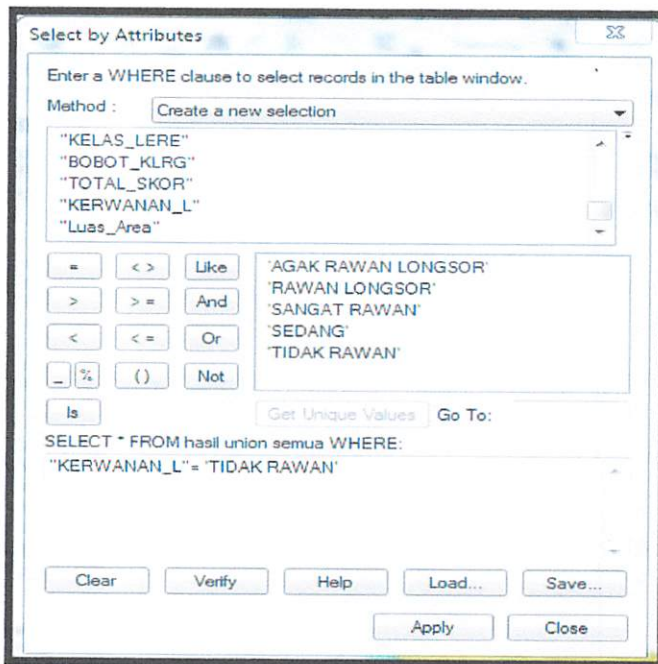 Select by Attributes
Enter a WHERE clause to select records in the table window.
Method : Create a new selection
"KELAS_LERE"
"BOBOT_KLRG"
"TOTAL_SKOR"
"KERWANAN_L"
"Luas_Area"
= < > Like
> > = And
< < = Or
_ % () Not
Is
'AGAK RAWAN LONGSOR'
'RAWAN LONGSOR'
'SANGAT RAWAN'
'SEDANG'
'TIDAK RAWAN'
Get Unique Values Go To:
SELECT * FROM hasil union semua WHERE:
"KERWANAN_L"= 'TIDAK RAWAN'
Clear Verify Help Load... Save...
Apply Close